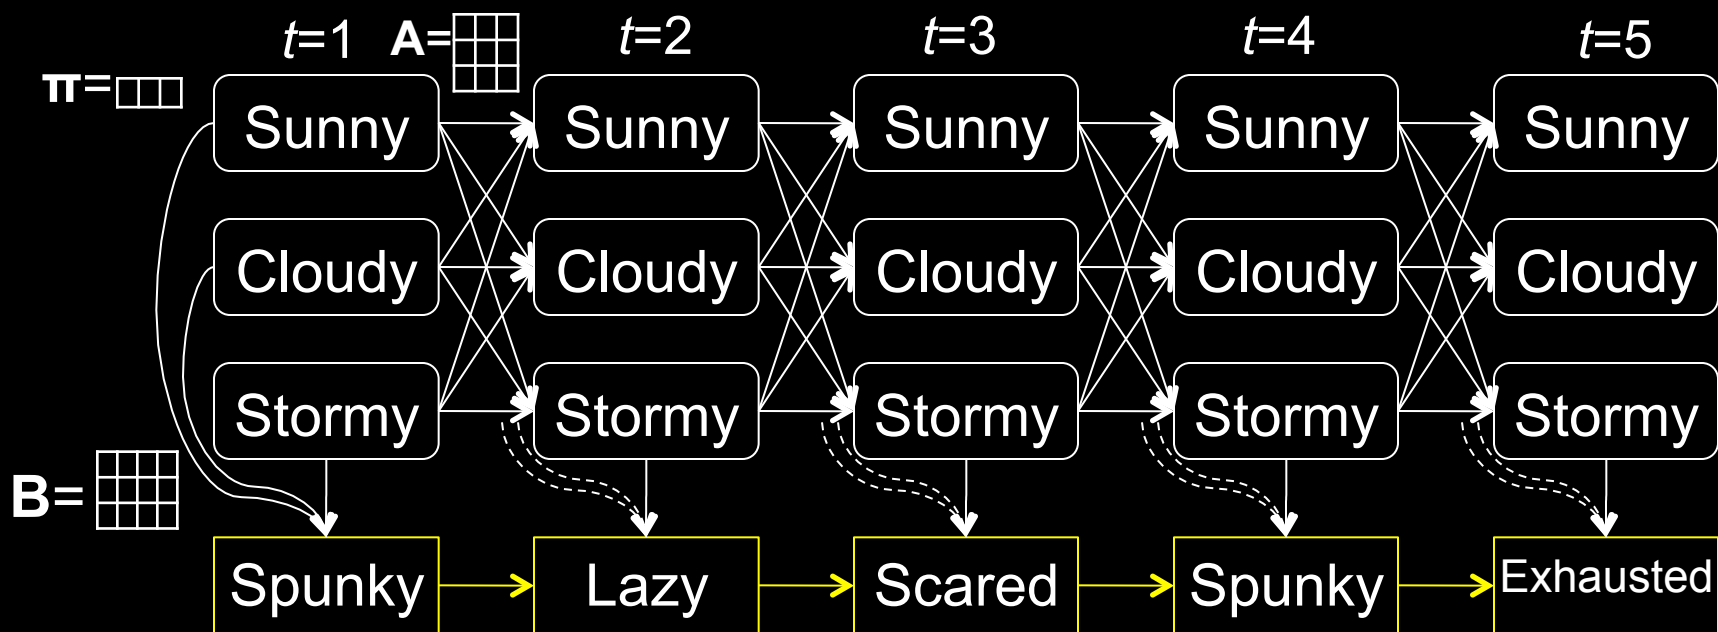 t=1 A= t=2 t=3 t=4 t=5
π=
Sunny Sunny Sunny Sunny Sunny
Cloudy Cloudy Cloudy Cloudy Cloudy
Stormy Stormy Stormy Stormy Stormy
B=
Spunky Lazy Scared Spunky Exhausted